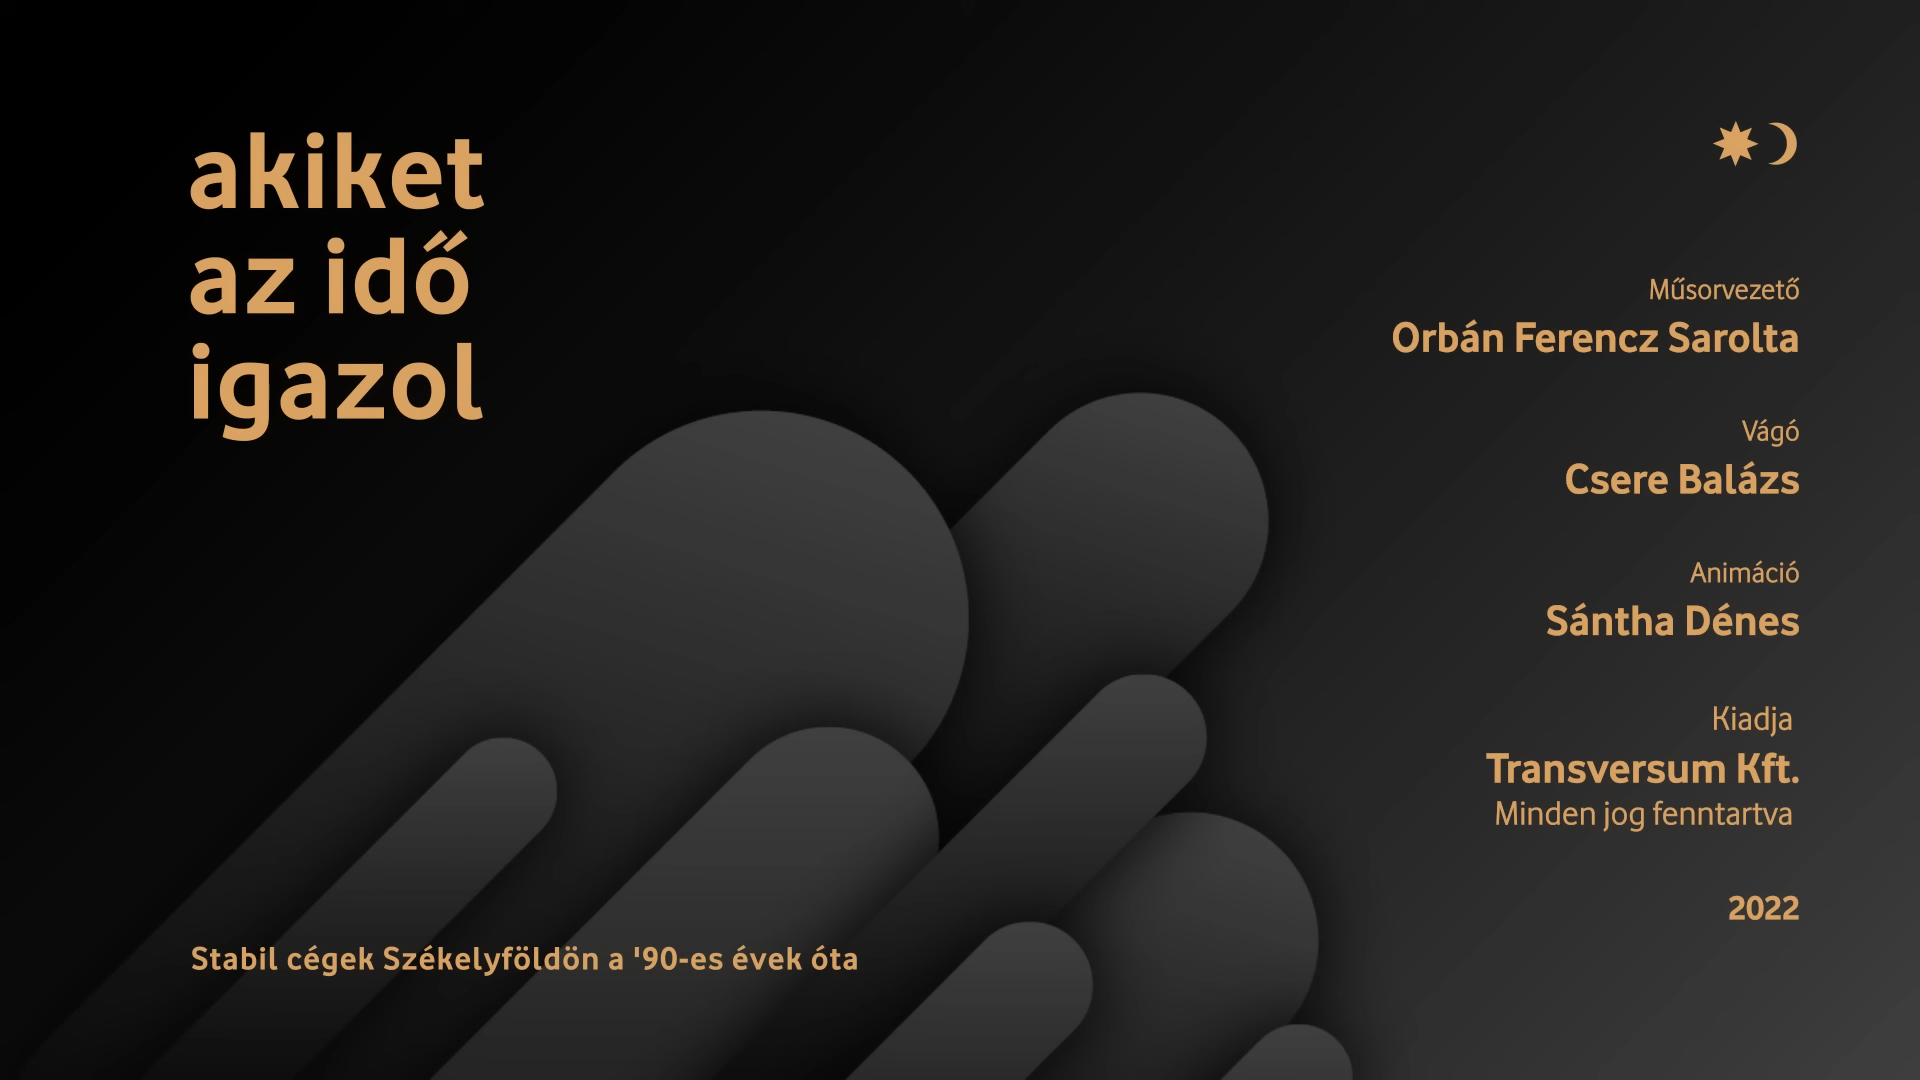 akiket
az idő
igazol
Műsorvezető
Orbán Ferencz Sarolta
Vágó
Csere Balázs
Animáció
Sántha Dénes
Kiadja
Transversum Kft.
Minden jog fenntartva
2022
Stabil cégek Székelyföldön a '90-es évek óta